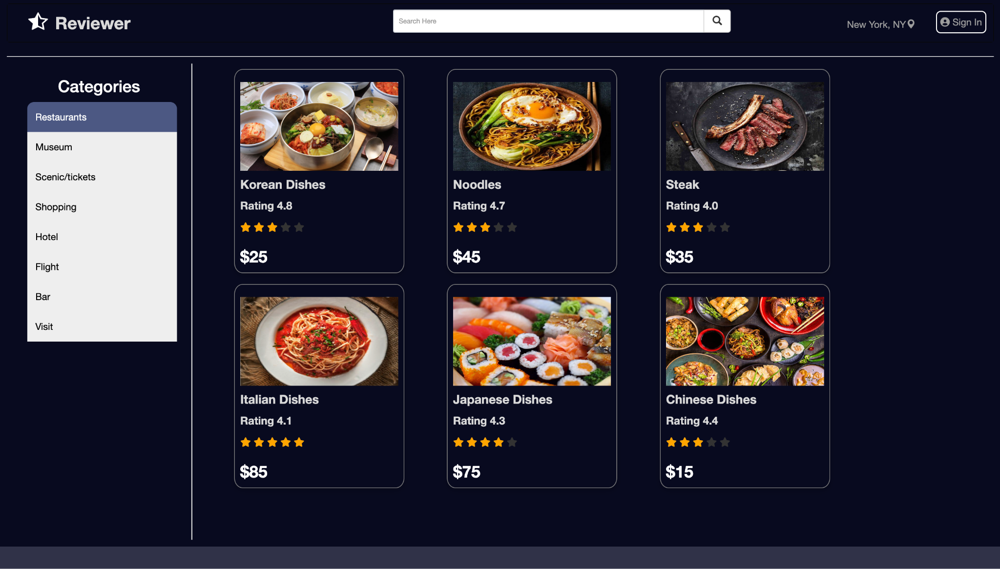 Reviewer
Search Here
New York, NY
Sign In
Categories
Restaurants
Museum
Scenic/tickets
Shopping
Hotel
Flight
Bar
Visit
Korean Dishes
Rating 4.8
$25
Noodles
Rating 4.7
$45
Steak
Rating 4.0
$35
Italian Dishes
Rating 4.1
$85
Japanese Dishes
Rating 4.3
$75
Chinese Dishes
Rating 4.4
$15